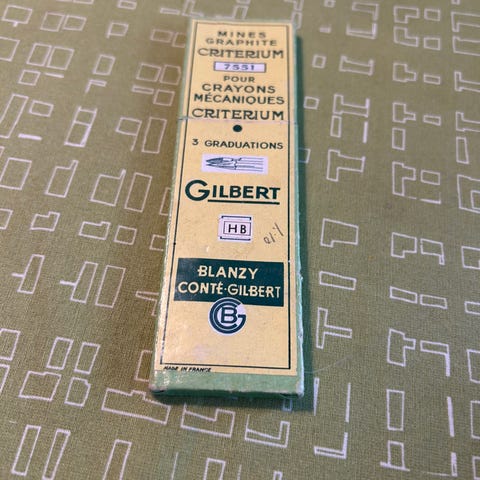 MINES
GRAPHITE
CRITERIUM
7551
POUR
CRAYONS
MÉCANIQUES
CRITERIUM
3 GRADUATIONS
GILBERT
HB
BLANZY
CONTÉ-GILBERT
MADE IN FRANCE